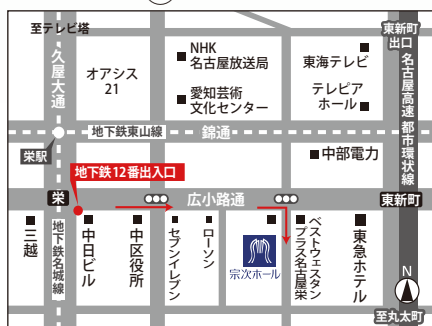 至テレビ塔
東新町
出口
久屋大通
オアシス
21
NHK
名古屋放送局
愛知芸術
文化センター
東海テレビ
テレピア
ホール
名古屋高速都市環状線
地下鉄東山線
錦通
栄駅
中部電力
地下鉄12番出入口
栄
広小路通
東新町
三越
地下鉄名城線
中日ビル
中区役所
セブンイレブン
ローソン
宗次ホール
ベストウェスタン
プラス名古屋栄
東急ホテル
N
至丸太町